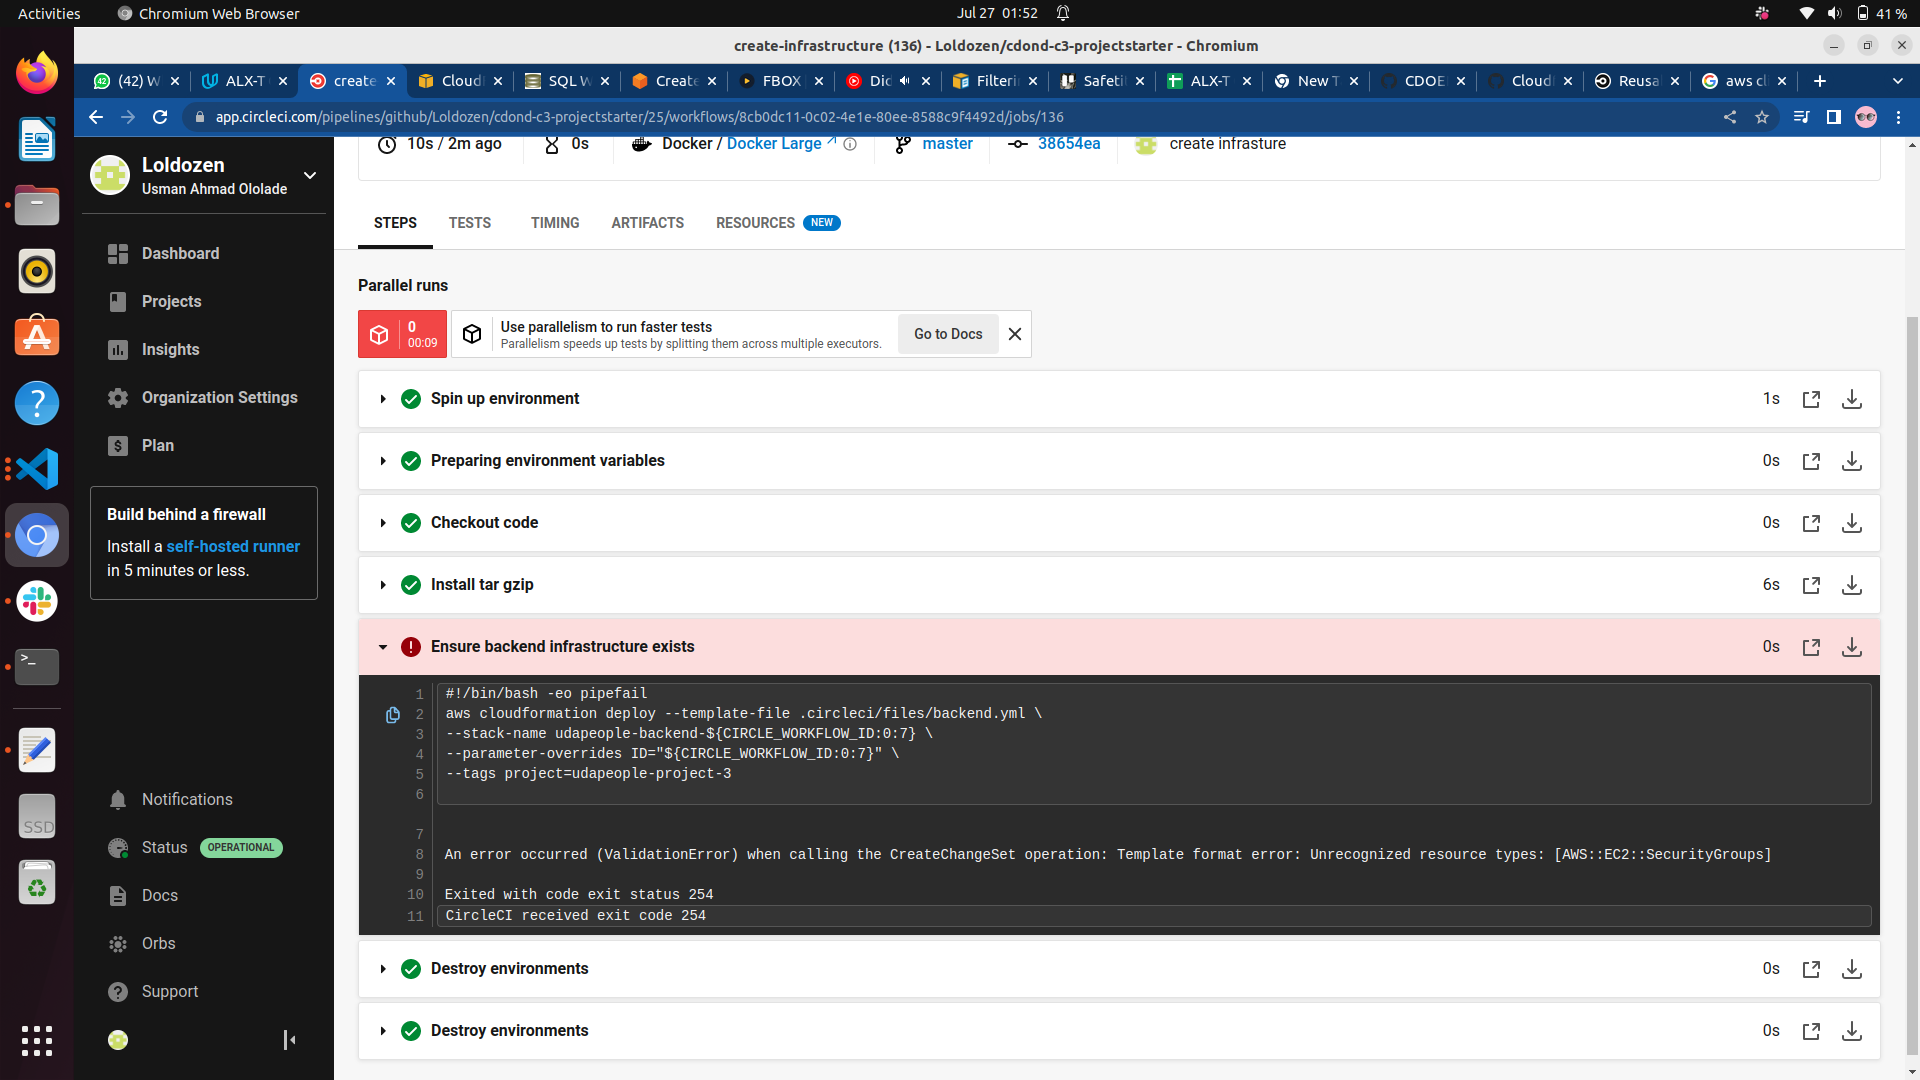 Activities
Chromium Web Browser
Jul 27 01:52
41 %
create-infrastructure (136) - Loldozen/cdond-c3-projectstarter - Chromium
(42) W
ALX-T
create
Cloud
SQL W
Create
FBOX
Did
Filterin
Safeti
ALX-T
New T
CDOE
Cloud
Reusa
aws cl
app.circleci.com/pipelines/github/Loldozen/cdond-c3-projectstarter/25/workflows/8cb0dc11-0c02-4e1e-80ee-8588c9f4492d/jobs/136
Loldozen
Usman Ahmad Ololade
Dashboard
Projects
Insights
Organization Settings
Plan
Build behind a firewall
Install a self-hosted runner
in 5 minutes or less.
Notifications
Status OPERATIONAL
Docs
Orbs
Support
SSD
10s / 2m ago
0s
Docker / Docker Large
master
38654ea
create infrasture
STEPS
TESTS
TIMING
ARTIFACTS
RESOURCES NEW
Parallel runs
0
00:09
Use parallelism to run faster tests
Parallelism speeds up tests by splitting them across multiple executors.
Go to Docs
Spin up environment 1s
Preparing environment variables 0s
Checkout code 0s
Install tar gzip 6s
Ensure backend infrastructure exists 0s
1 #!/bin/bash -eo pipefail
2 aws cloudformation deploy --template-file .circleci/files/backend.yml \
3 --stack-name udapeople-backend-${CIRCLE_WORKFLOW_ID:0:7} \
4 --parameter-overrides ID="${CIRCLE_WORKFLOW_ID:0:7}" \
5 --tags project=udapeople-project-3
6
7
8 An error occurred (ValidationError) when calling the CreateChangeSet operation: Template format error: Unrecognized resource types: [AWS::EC2::SecurityGroups]
9
10 Exited with code exit status 254
11 CircleCI received exit code 254
Destroy environments 0s
Destroy environments 0s